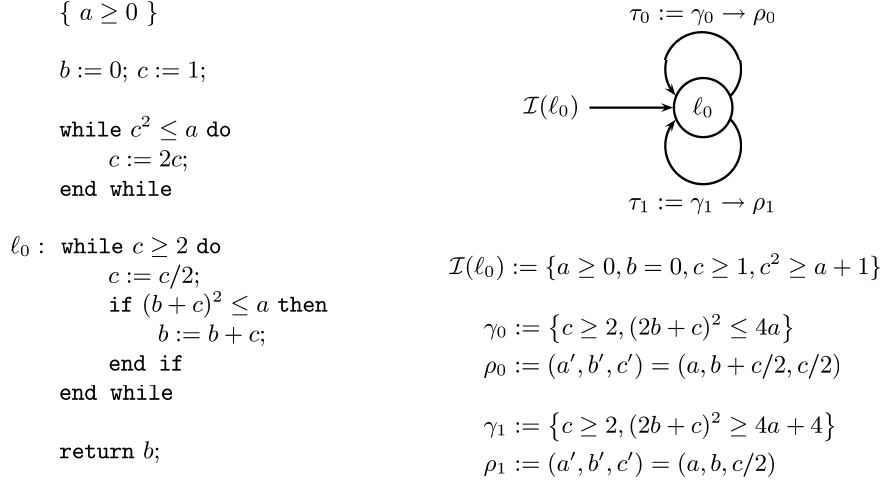 { a ≥ 0 }
b := 0; c := 1;
while c² ≤ a do
c := 2c;
end while
ℓ₀ : while c ≥ 2 do
c := c/2;
if (b + c)² ≤ a then
b := b + c;
end if
end while
return b;
τ₀ := γ₀ → ρ₀
I(ℓ₀)
ℓ₀
τ₁ := γ₁ → ρ₁
I(ℓ₀) := {a ≥ 0, b = 0, c ≥ 1, c² ≥ a + 1}
γ₀ := {c ≥ 2, (2b + c)² ≤ 4a}
ρ₀ := (a′, b′, c′) = (a, b + c/2, c/2)
γ₁ := {c ≥ 2, (2b + c)² ≥ 4a + 4}
ρ₁ := (a′, b′, c′) = (a, b, c/2)